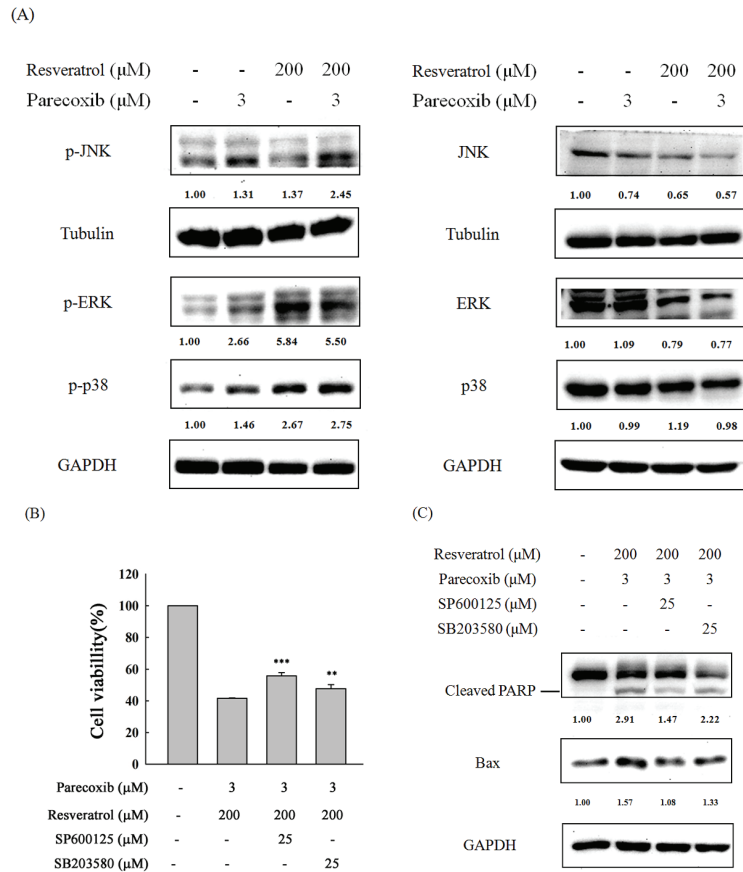 (A)
Resveratrol (μM) - - 200 200
Parecoxib (μM) - 3 - 3
p-JNK
1.00 1.31 1.37 2.45
Tubulin
p-ERK
1.00 2.66 5.84 5.50
p-p38
1.00 1.46 2.67 2.75
GAPDH
Resveratrol (μM) - - 200 200
Parecoxib (μM) - 3 - 3
JNK
1.00 0.74 0.65 0.57
Tubulin
ERK
1.00 1.09 0.79 0.77
p38
1.00 0.99 1.19 0.98
GAPDH
(B)
Cell viabillity(%)
120
100
80
60
40
20
0
***
**
Parecoxib (μM) - 3 3 3
Resveratrol (μM) - 200 200 200
SP600125 (μM) - - 25 -
SB203580 (μM) - - - 25
(C)
Resveratrol (μM) - 200 200 200
Parecoxib (μM) - 3 3 3
SP600125 (μM) - - 25 -
SB203580 (μM) - - - 25
Cleaved PARP
1.00 2.91 1.47 2.22
Bax
1.00 1.57 1.08 1.33
GAPDH